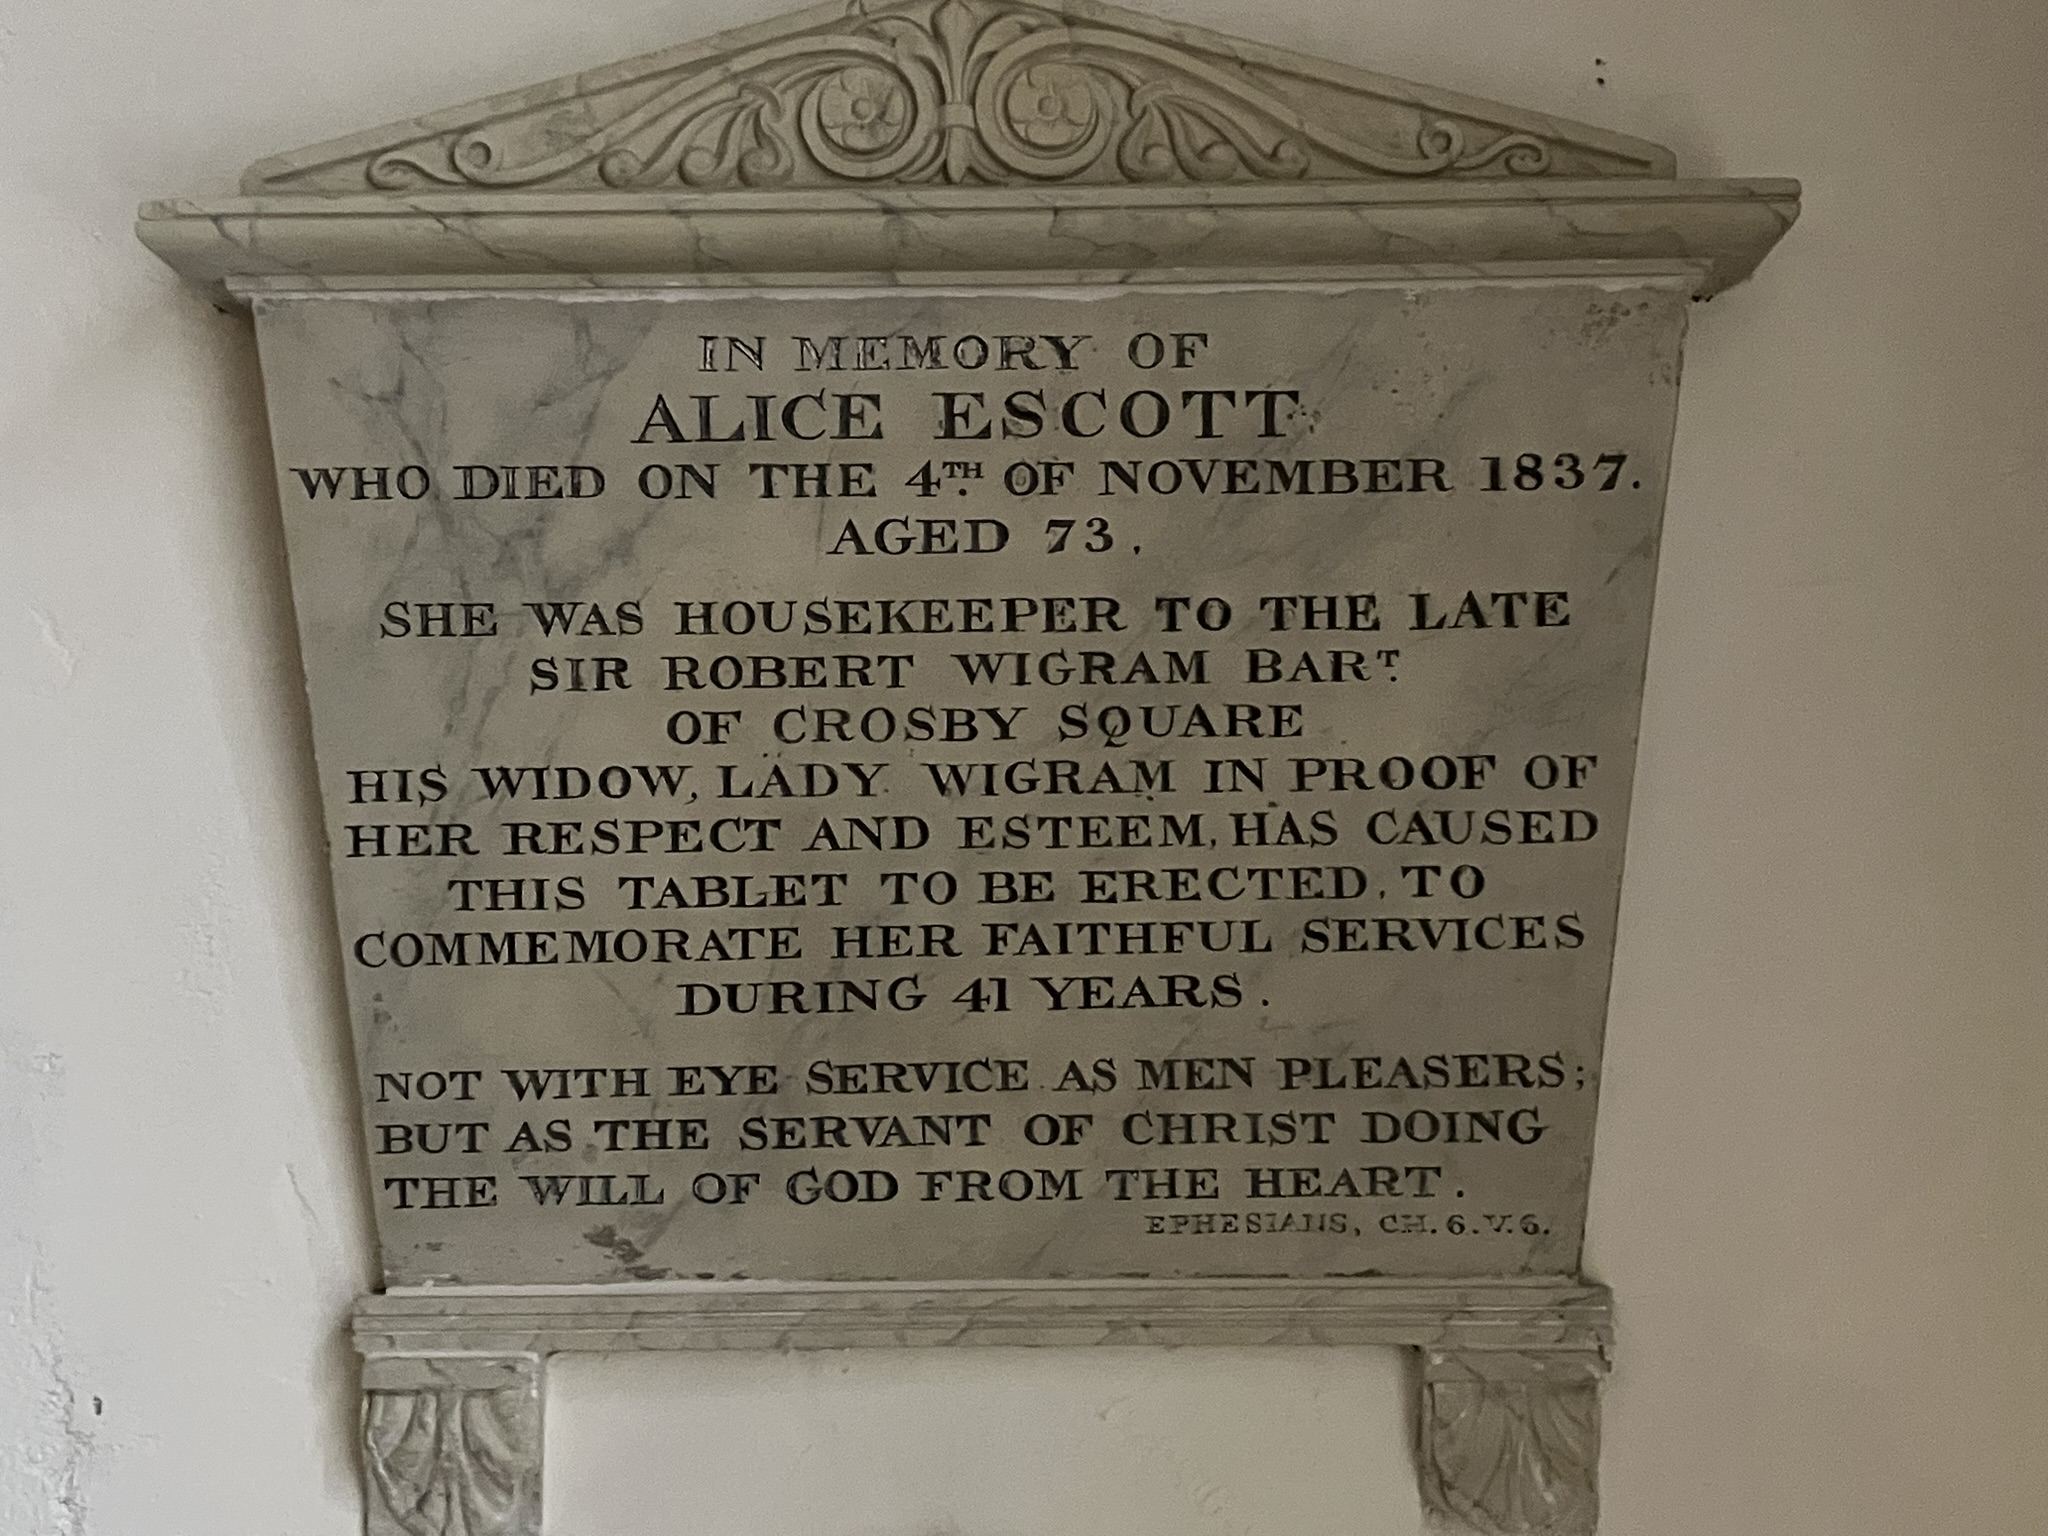 IN MEMORY OF
ALICE ESCOTT
WHO DIED ON THE 4TH. OF NOVEMBER 1837.
AGED 73.
SHE WAS HOUSEKEEPER TO THE LATE
SIR ROBERT WIGRAM BART.
OF CROSBY SQUARE
HIS WIDOW, LADY WIGRAM IN PROOF OF
HER RESPECT AND ESTEEM, HAS CAUSED
THIS TABLET TO BE ERECTED, TO
COMMEMORATE HER FAITHFUL SERVICES
DURING 41 YEARS.
NOT WITH EYE SERVICE AS MEN PLEASERS;
BUT AS THE SERVANT OF CHRIST DOING
THE WILL OF GOD FROM THE HEART.
EPHESIANS, CH. 6. V. 6.